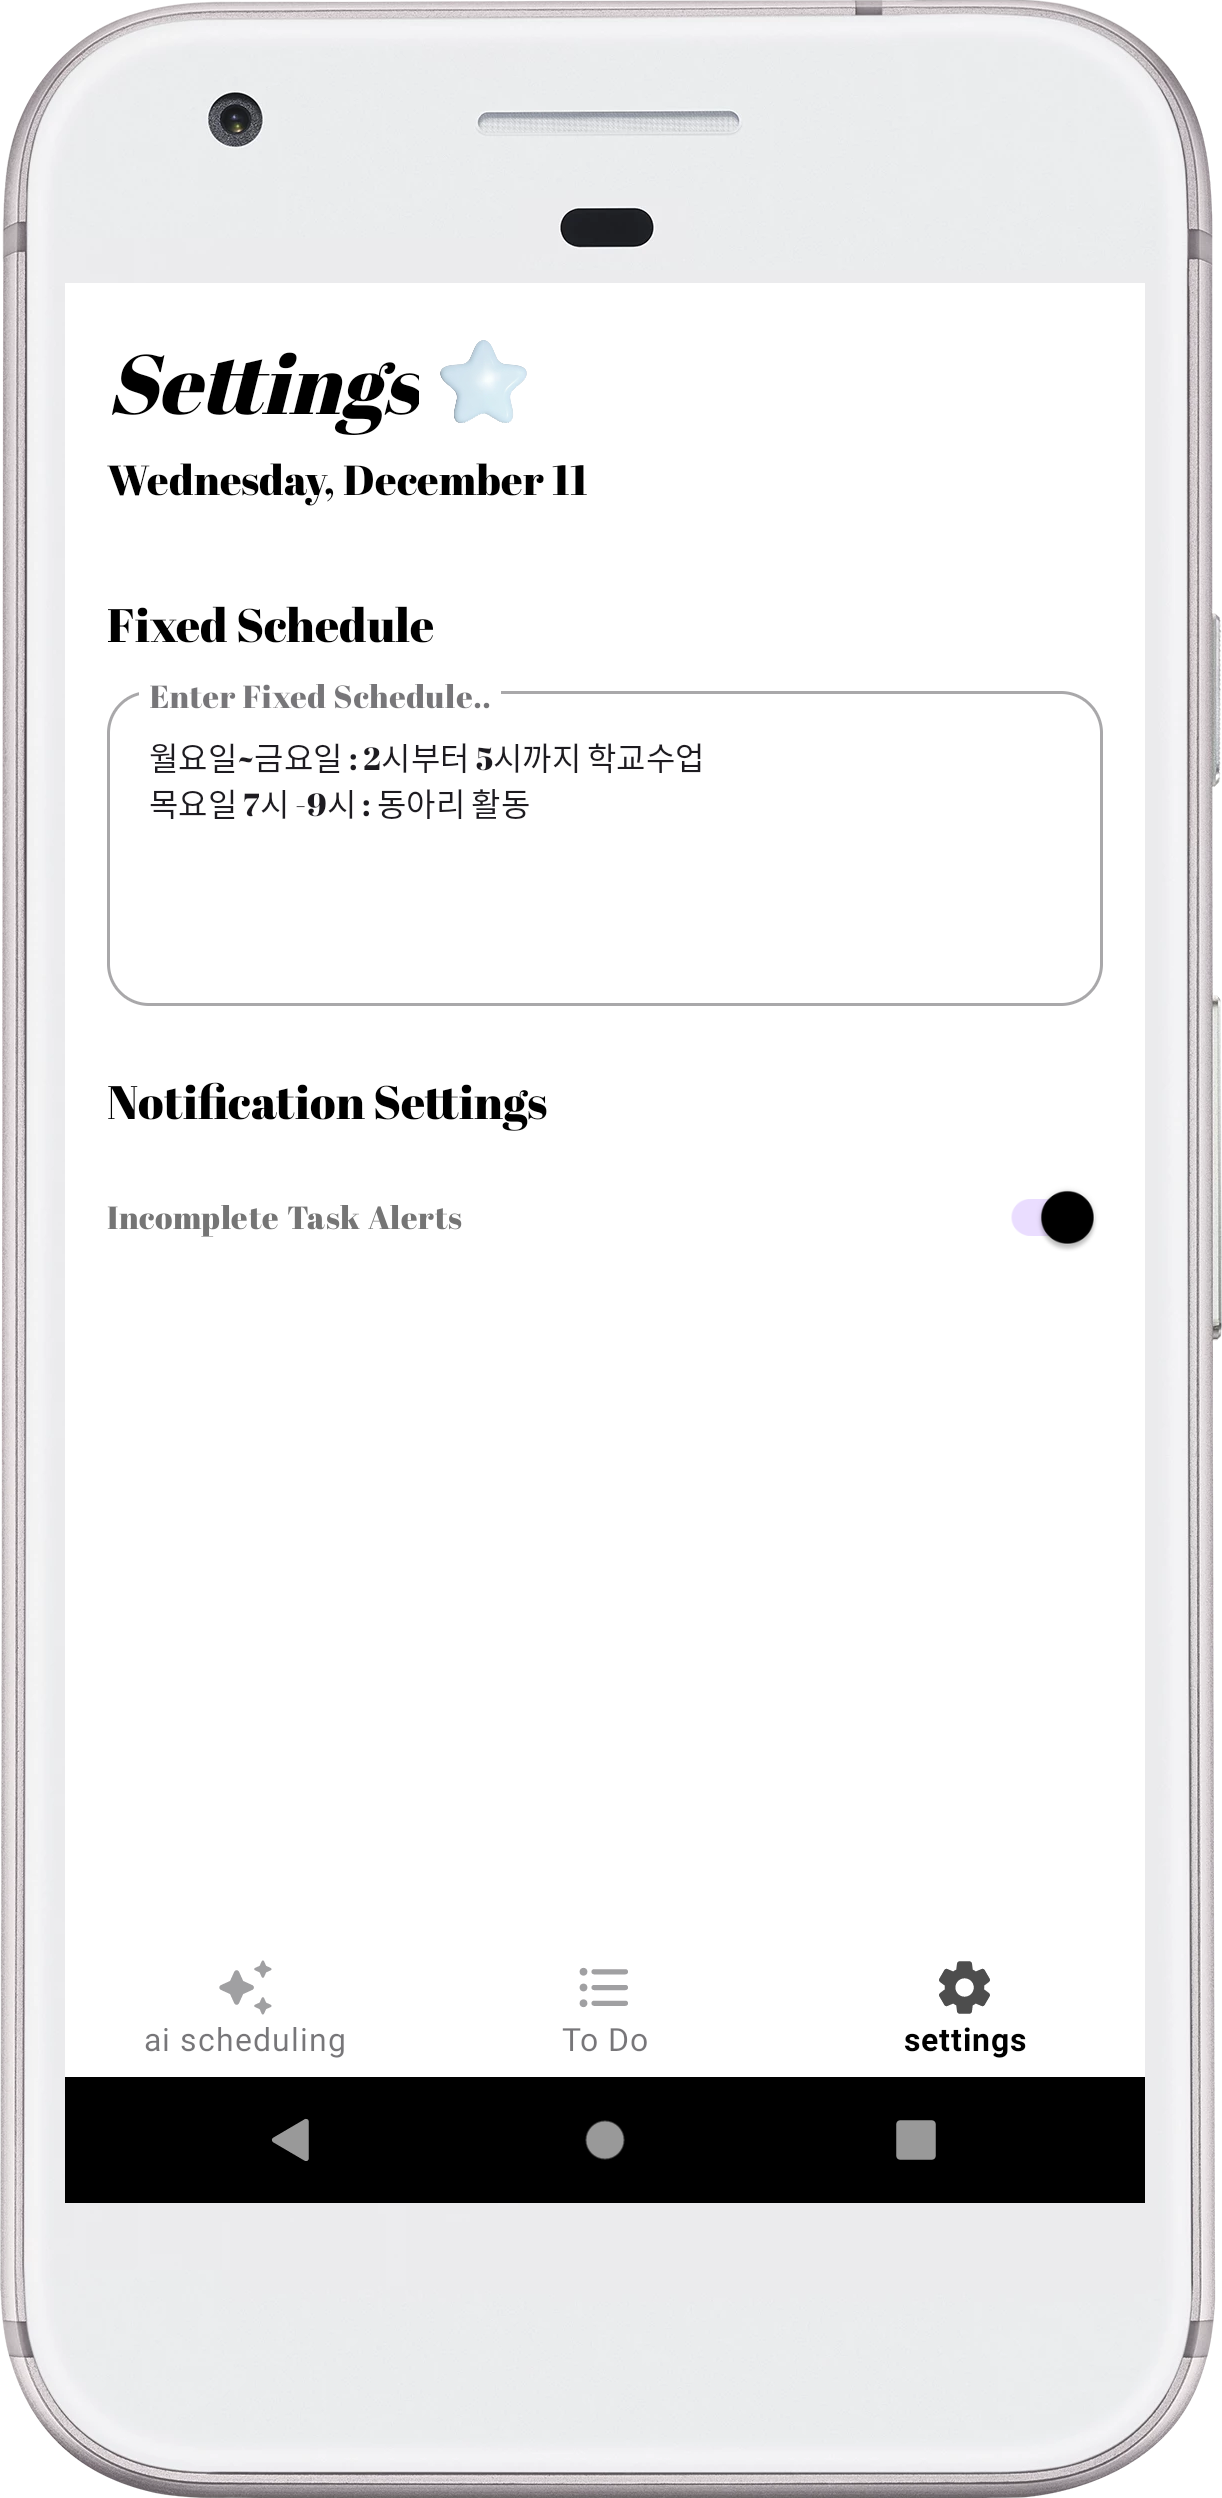 Settings
Wednesday, December 11
Fixed Schedule
Enter Fixed Schedule..
월요일~금요일 : 2시부터 5시까지 학교수업
목요일 7시 -9시 : 동아리 활동
Notification Settings
Incomplete Task Alerts
ai scheduling
To Do
settings